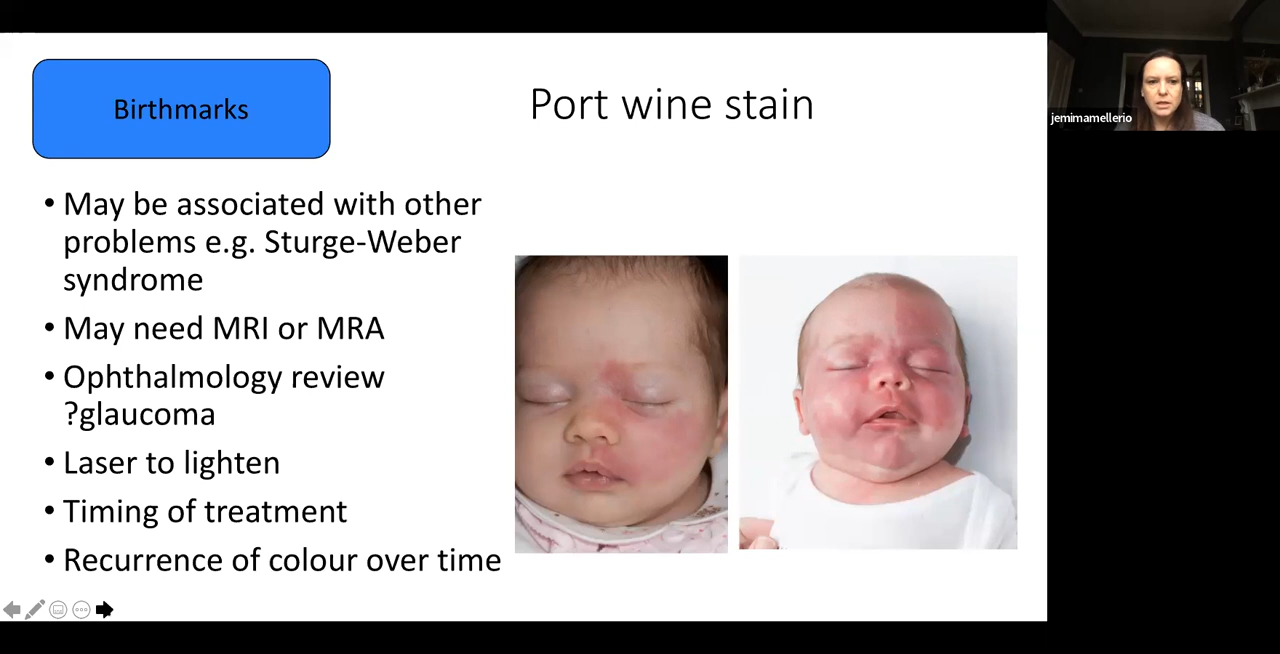 Birthmarks
Port wine stain
• May be associated with other
problems e.g. Sturge-Weber
syndrome
• May need MRI or MRA
• Ophthalmology review
?glaucoma
• Laser to lighten
• Timing of treatment
• Recurrence of colour over time
jemimamellerio